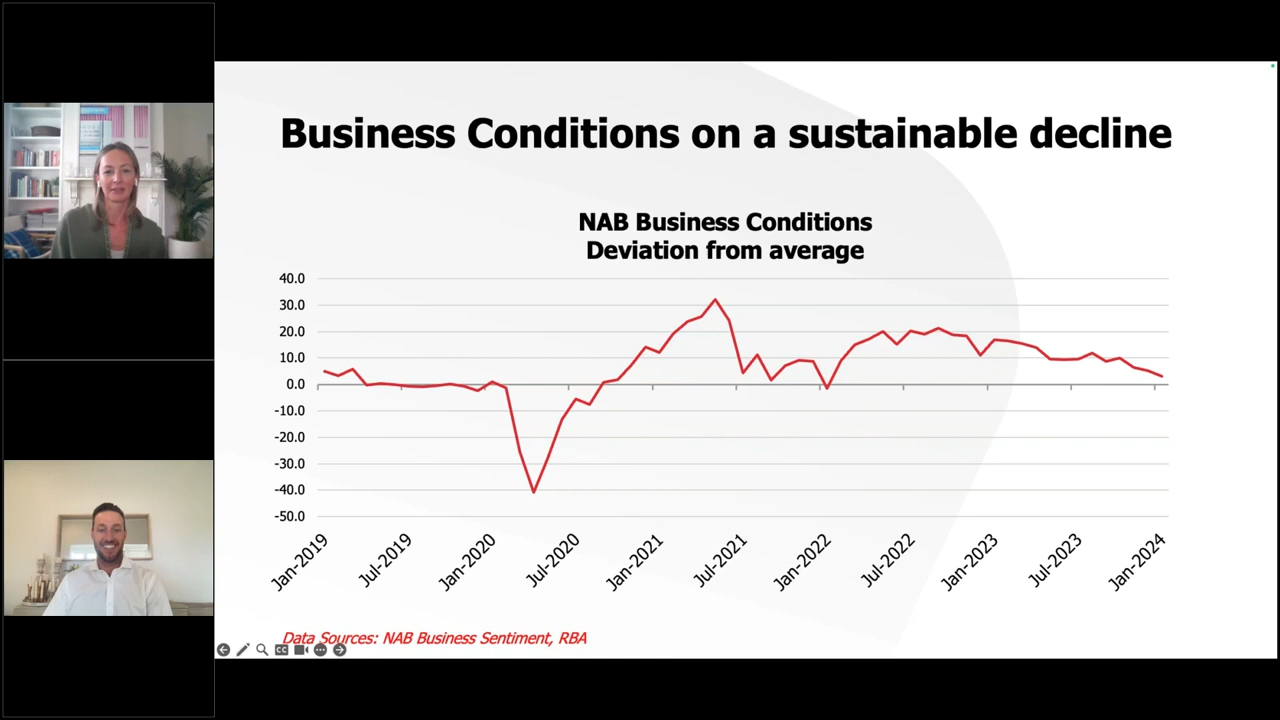 Business Conditions on a sustainable decline
NAB Business Conditions
Deviation from average
40.0
30.0
20.0
10.0
0.0
-10.0
-20.0
-30.0
-40.0
-50.0
Jan-2019
Jul-2019
Jan-2020
Jul-2020
Jan-2021
Jul-2021
Jan-2022
Jul-2022
Jan-2023
Jul-2023
Jan-2024
Data Sources: NAB Business Sentiment, RBA
CC